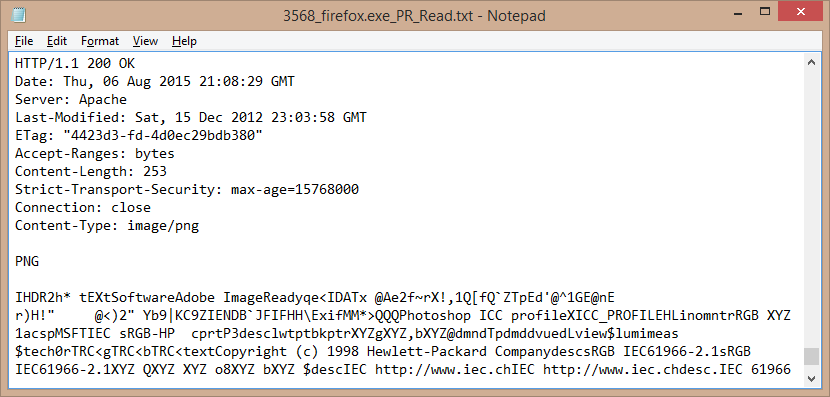 3568_firefox.exe_PR_Read.txt - Notepad
File Edit Format View Help
HTTP/1.1 200 OK
Date: Thu, 06 Aug 2015 21:08:29 GMT
Server: Apache
Last-Modified: Sat, 15 Dec 2012 23:03:58 GMT
ETag: "4423d3-fd-4d0ec29bdb380"
Accept-Ranges: bytes
Content-Length: 253
Strict-Transport-Security: max-age=15768000
Connection: close
Content-Type: image/png
PNG
IHDR2h* tEXtSoftwareAdobe ImageReadyqe<IDATx @Ae2f~rX!,1Q[fQ`ZTpEd'@^1GE@nE
r)H!"     @<)2" Yb9|KC9ZIENDB`JFIFHH\ExifMM*>QQQPhotoshop ICC profileXICC_PROFILEHLinomntrRGB XYZ
1acspMSFTIEC sRGB-HP  cprtP3desclwtptbkptrXYZgXYZ,bXYZ@dmndTpdmddvuedLview$lumimeas
$tech0rTRC<gTRC<bTRC<textCopyright (c) 1998 Hewlett-Packard CompanydescsRGB IEC61966-2.1sRGB
IEC61966-2.1XYZ QXYZ XYZ o8XYZ bXYZ $descIEC http://www.iec.chIEC http://www.iec.chdesc.IEC 61966